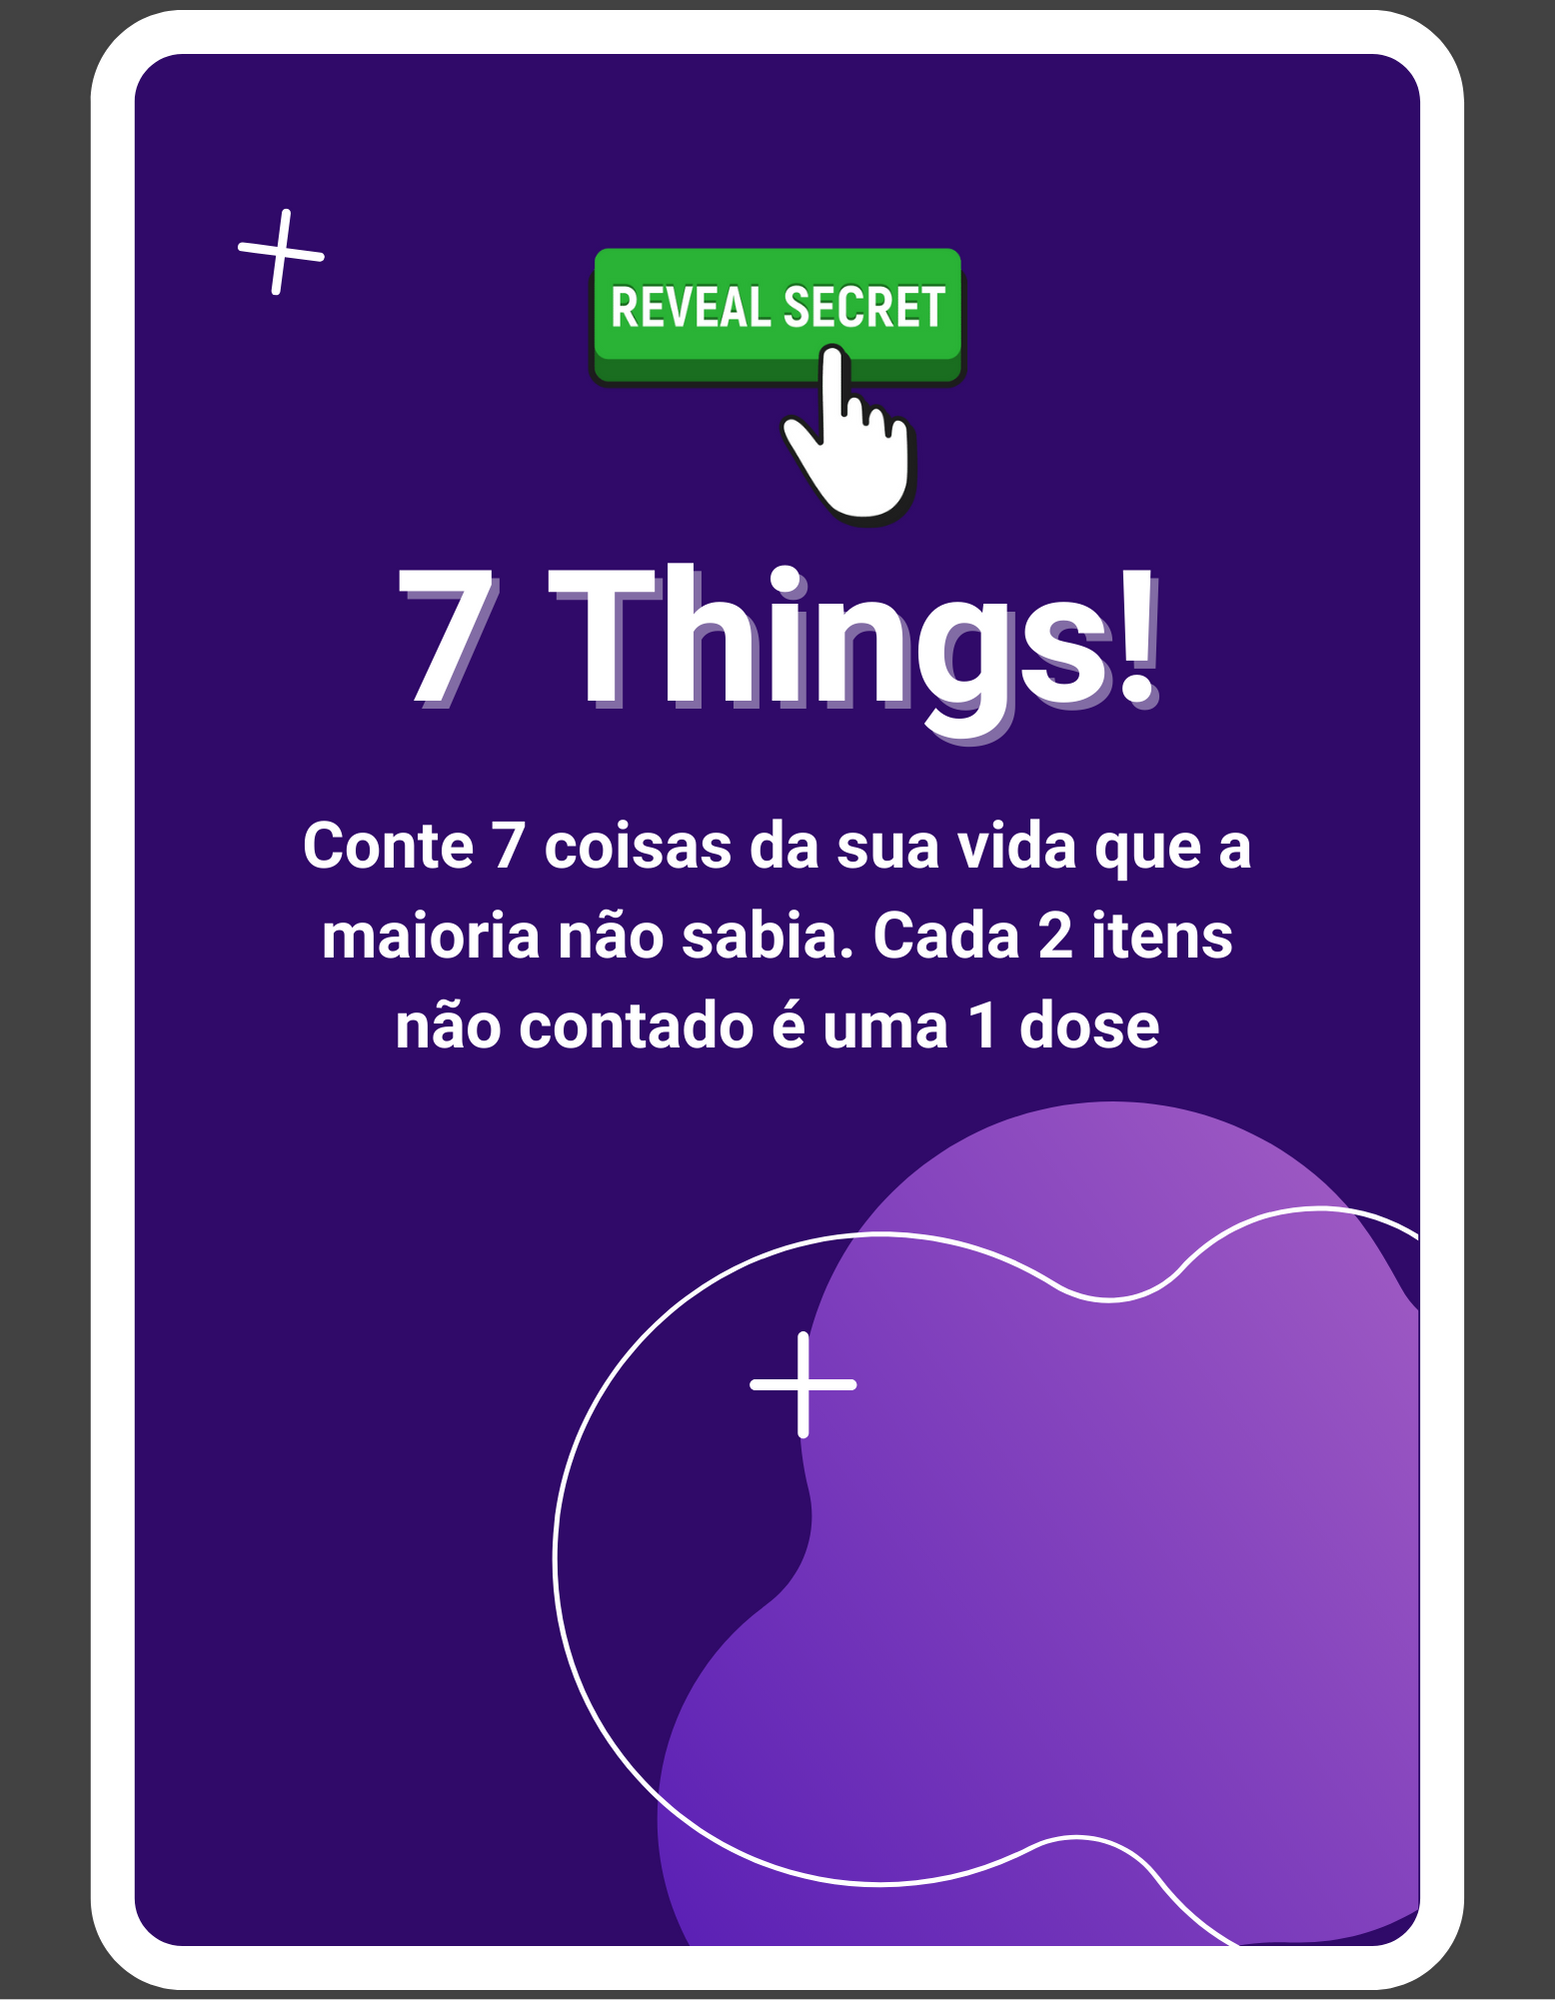 REVEAL SECRET
7 Things!
Conte 7 coisas da sua vida que a
maioria não sabia. Cada 2 itens
não contado é uma 1 dose